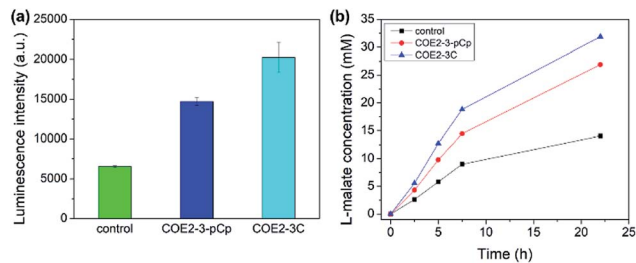 (a)
Luminescence intensity (a.u.)
25000
20000
15000
10000
5000
0
control COE2-3-pCp COE2-3C
(b)
L-malate concentration (mM)
35
30
25
20
15
10
5
0
control
COE2-3-pCp
COE2-3C
0 5 10 15 20 25
Time (h)